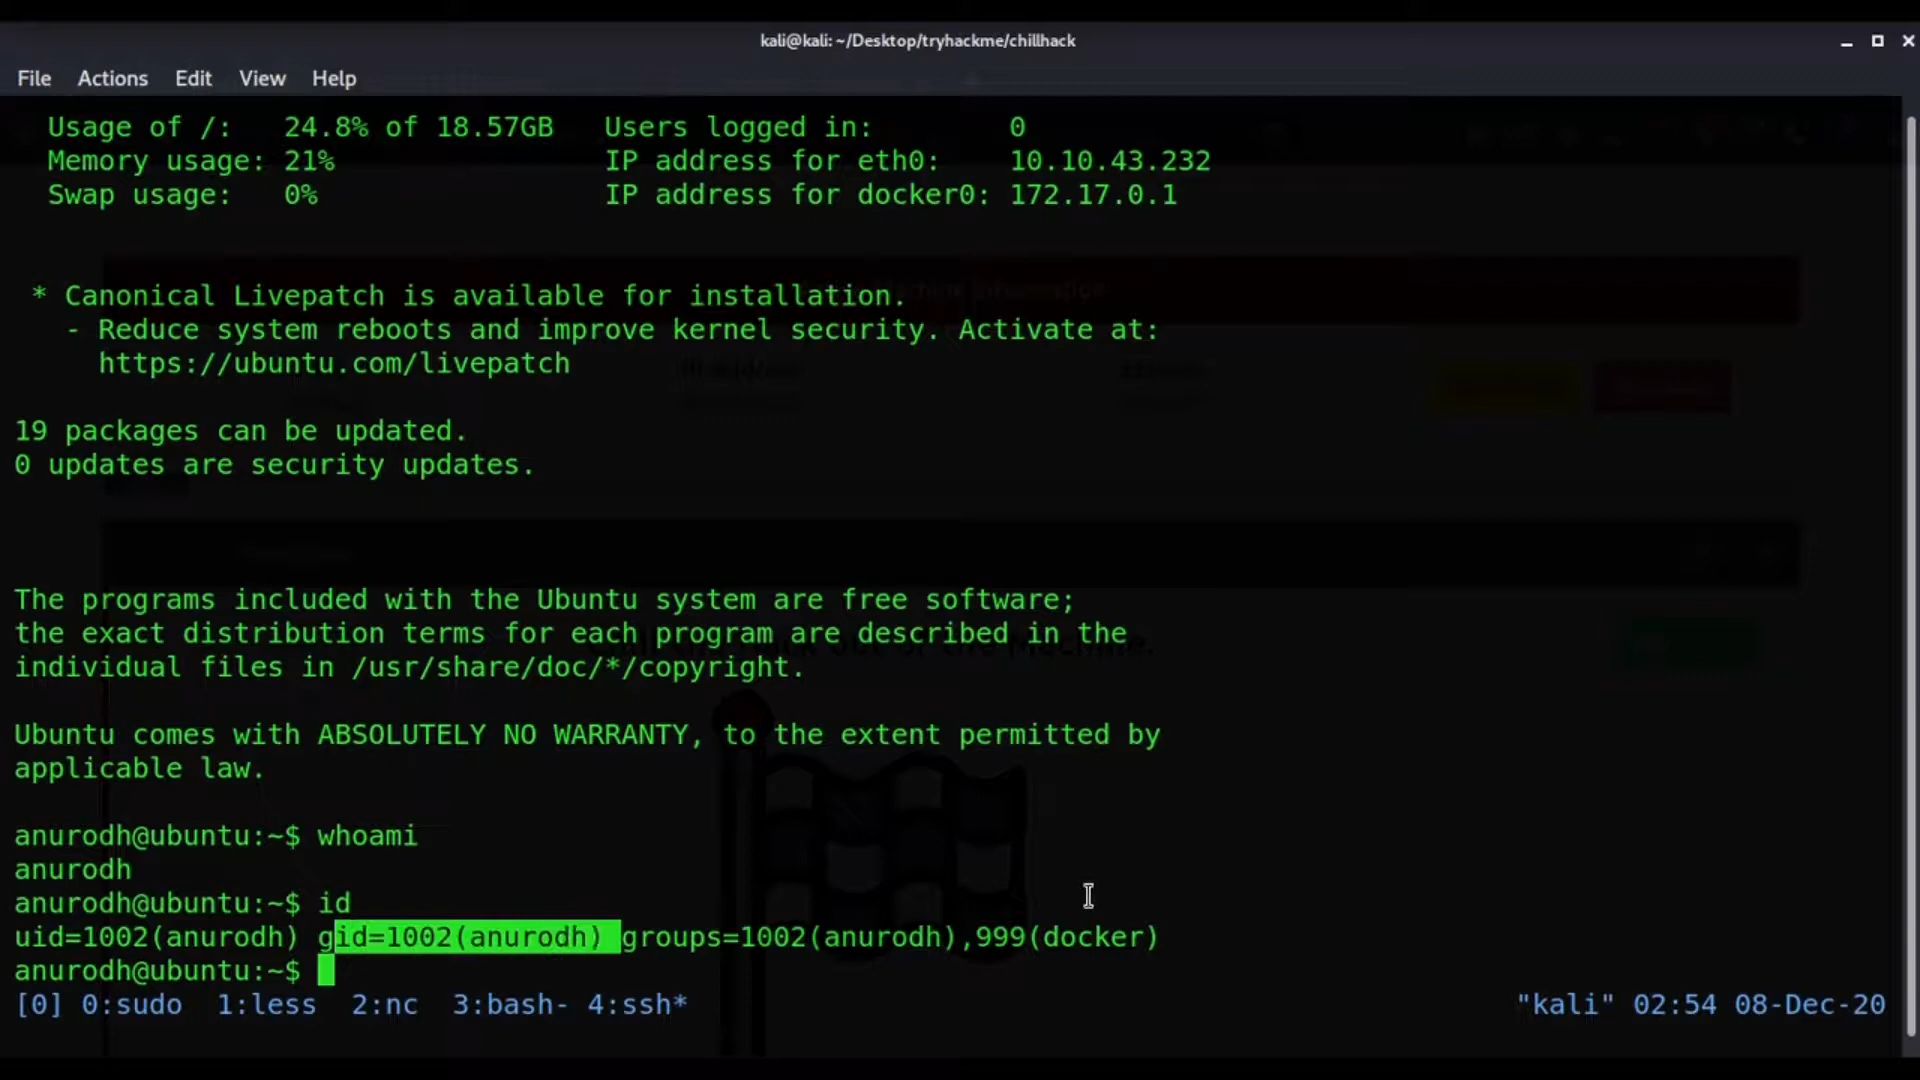 kali@kali: ~/Desktop/tryhackme/chillhack
File Actions Edit View Help
Usage of /: 24.8% of 18.57GB Users logged in: 0
Memory usage: 21% IP address for eth0: 10.10.43.232
Swap usage: 0% IP address for docker0: 172.17.0.1
* Canonical Livepatch is available for installation.
- Reduce system reboots and improve kernel security. Activate at:
https://ubuntu.com/livepatch
19 packages can be updated.
0 updates are security updates.
The programs included with the Ubuntu system are free software;
the exact distribution terms for each program are described in the
individual files in /usr/share/doc/*/copyright.
Ubuntu comes with ABSOLUTELY NO WARRANTY, to the extent permitted by
applicable law.
anurodh@ubuntu:~$ whoami
anurodh
anurodh@ubuntu:~$ id
uid=1002(anurodh) gid=1002(anurodh) groups=1002(anurodh),999(docker)
anurodh@ubuntu:~$
[0] 0:sudo 1:less 2:nc 3:bash- 4:ssh* "kali" 02:54 08-Dec-20